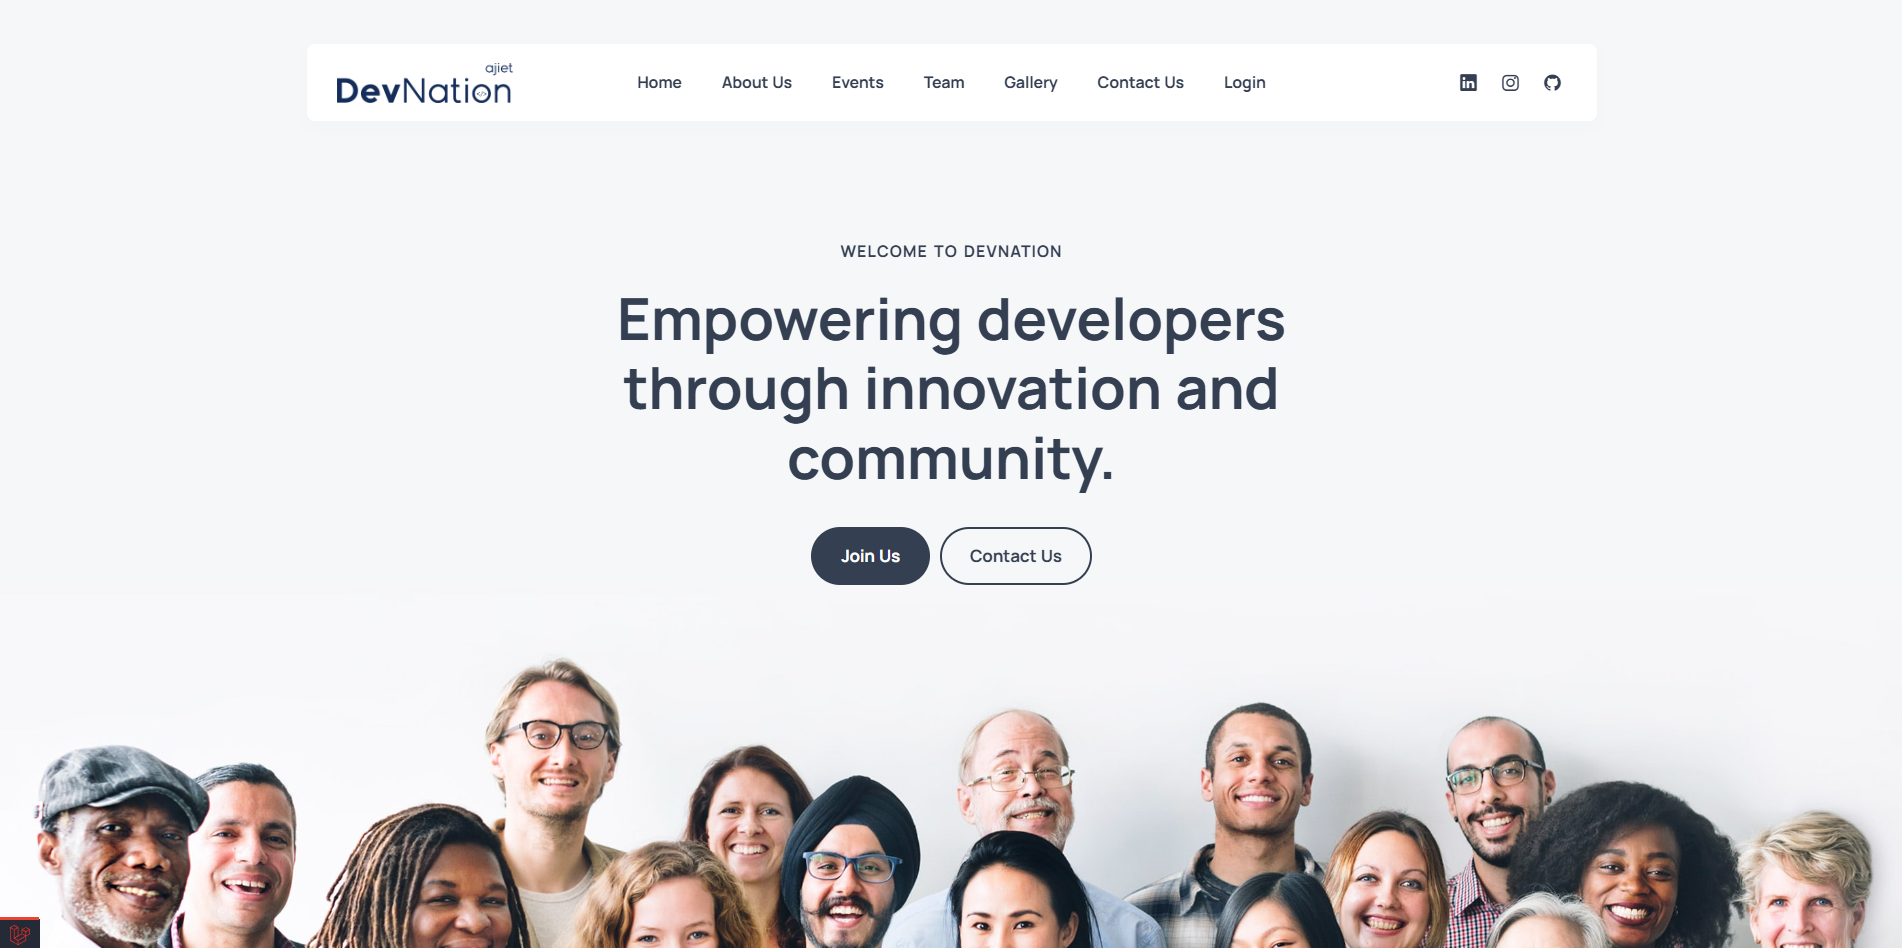 ajiet
DevNation
Home About Us Events Team Gallery Contact Us Login
WELCOME TO DEVNATION
Empowering developers
through innovation and
community.
Join Us Contact Us